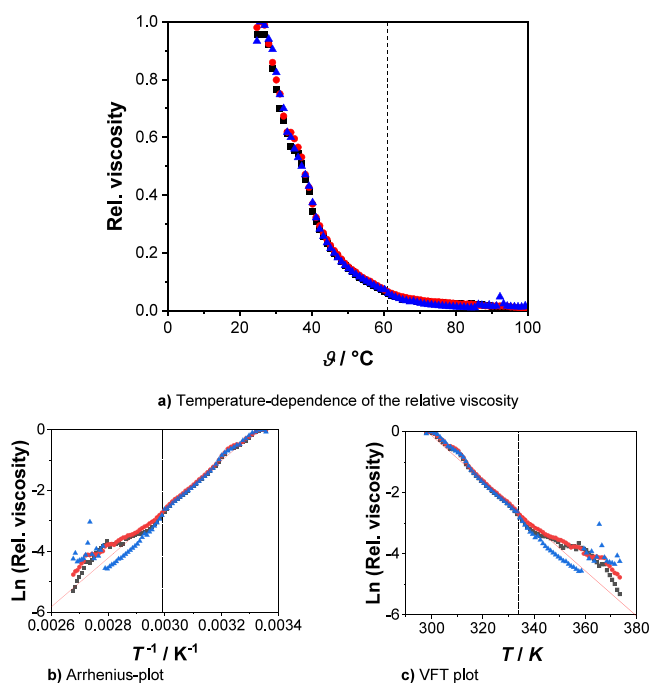 1.0
0.8
0.6
0.4
0.2
0.0
Rel. viscosity
0 20 40 60 80 100
ϑ / °C
a) Temperature-dependence of the relative viscosity
0
-2
-4
-6
Ln (Rel. viscosity)
0.0026 0.0028 0.0030 0.0032 0.0034
T⁻¹ / K⁻¹
b) Arrhenius-plot
0
-2
-4
-6
Ln (Rel. viscosity)
300 320 340 360 380
T / K
c) VFT plot